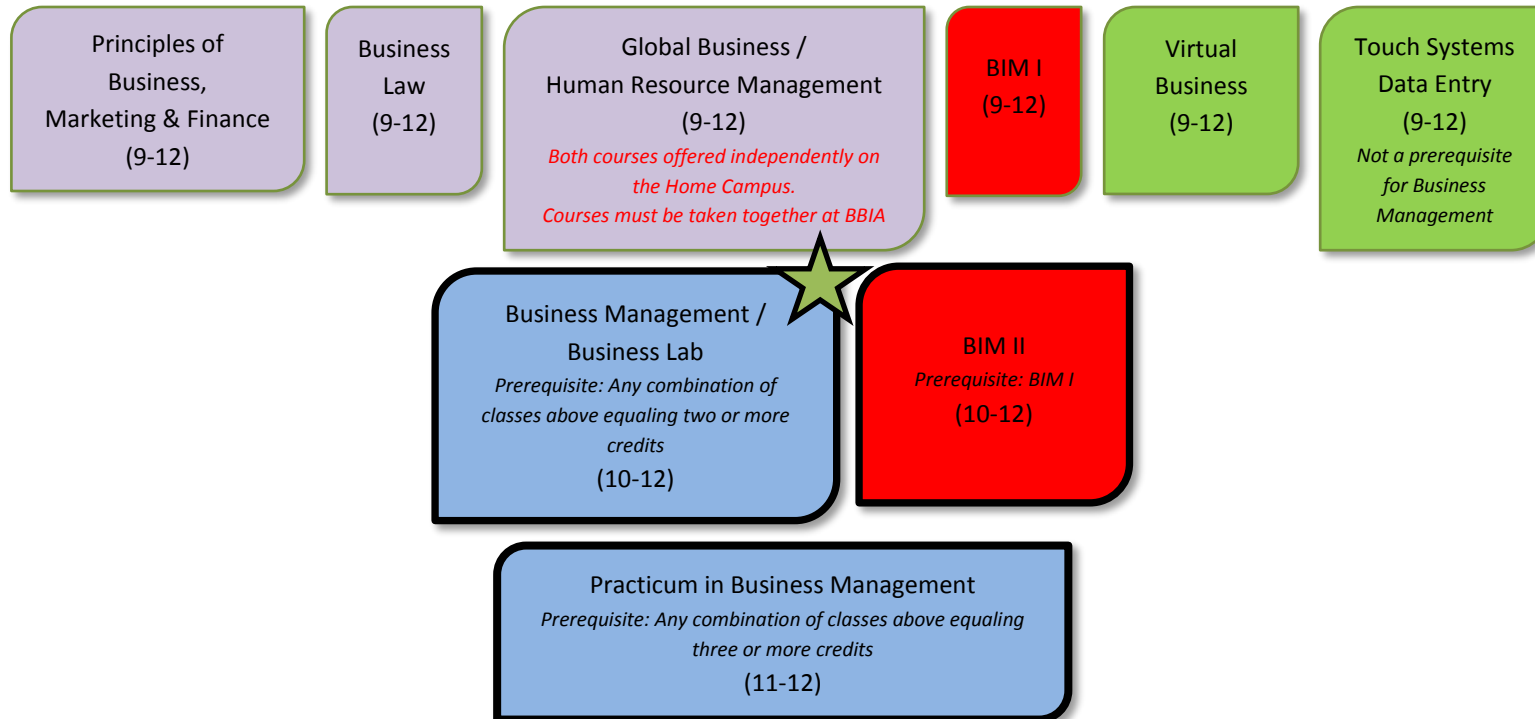 Principles of
Business,
Marketing & Finance
(9-12)
Business
Law
(9-12)
Global Business /
Human Resource Management
(9-12)
Both courses offered independently on
the Home Campus.
Courses must be taken together at BBIA
BIM I
(9-12)
Virtual
Business
(9-12)
Touch Systems
Data Entry
(9-12)
Not a prerequisite
for Business
Management
Business Management /
Business Lab
Prerequisite: Any combination of
classes above equaling two or more
credits
(10-12)
BIM II
Prerequisite: BIM I
(10-12)
Practicum in Business Management
Prerequisite: Any combination of classes above equaling
three or more credits
(11-12)